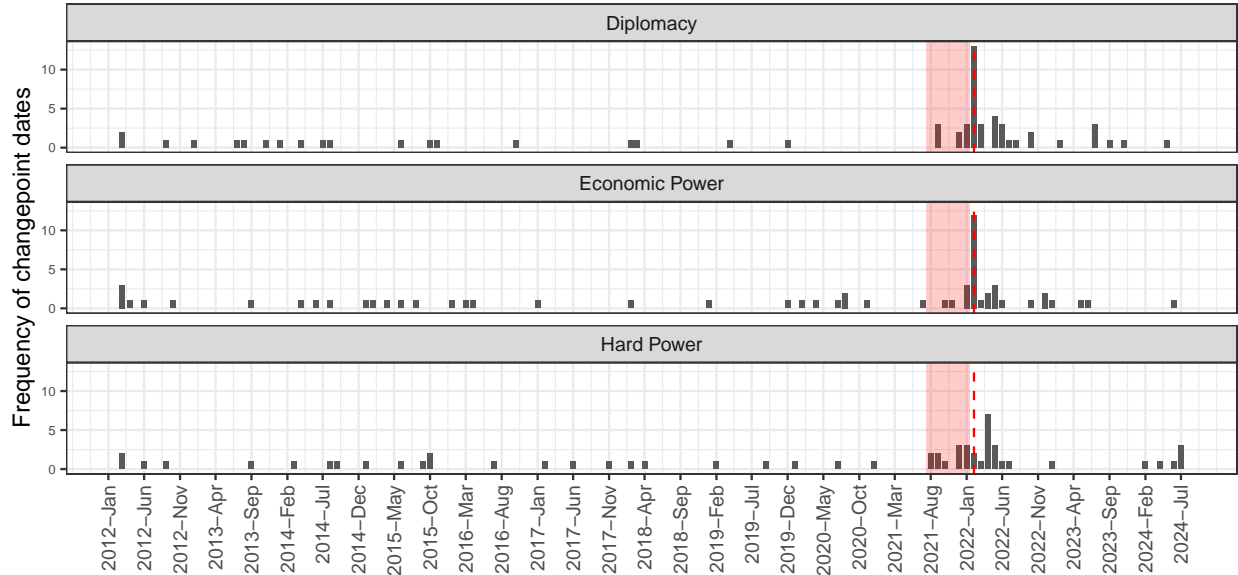 Frequency of changepoint dates
Diplomacy
10
5
0
Economic Power
10
5
0
Hard Power
10
5
0
2012−Jan
2012−Jun
2012−Nov
2013−Apr
2013−Sep
2014−Feb
2014−Jul
2014−Dec
2015−May
2015−Oct
2016−Mar
2016−Aug
2017−Jan
2017−Jun
2017−Nov
2018−Apr
2018−Sep
2019−Feb
2019−Jul
2019−Dec
2020−May
2020−Oct
2021−Mar
2021−Aug
2022−Jan
2022−Jun
2022−Nov
2023−Apr
2023−Sep
2024−Feb
2024−Jul